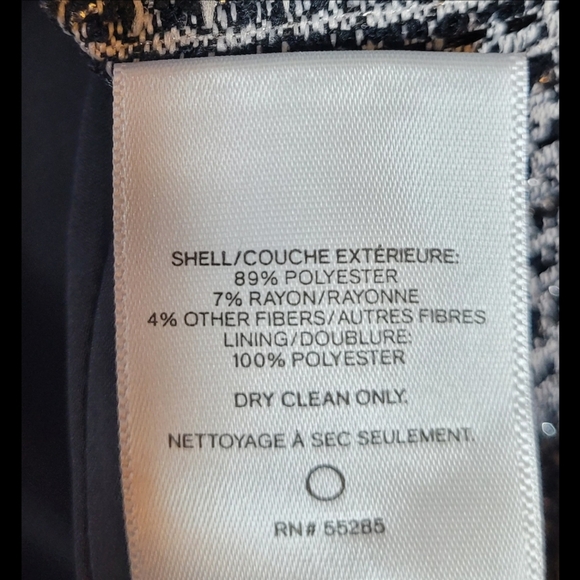 SHELL/COUCHE EXTÉRIEURE:
89% POLYESTER
7% RAYON/RAYONNE
4% OTHER FIBERS/AUTRES FIBRES
LINING/DOUBLURE:
100% POLYESTER
DRY CLEAN ONLY.
NETTOYAGE À SEC SEULEMENT.
RN# 55285